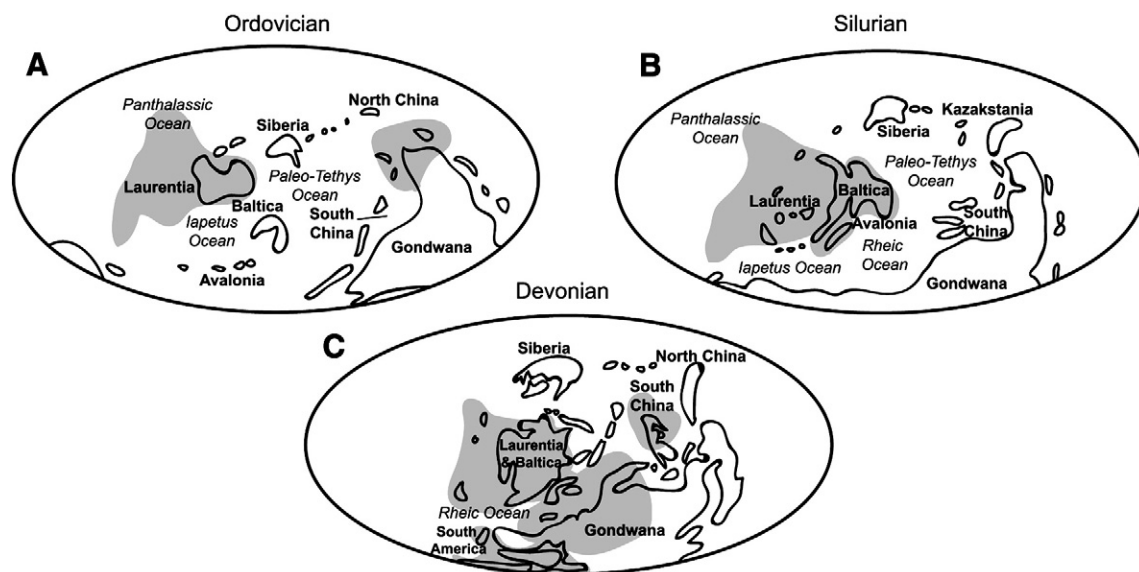 Ordovician
A
Panthalassic
Ocean
North China
Siberia
Laurentia
Paleo-Tethys
Ocean
Baltica
Iapetus
Ocean
South
China
Gondwana
Avalonia
Silurian
B
Panthalassic
Ocean
Kazakstania
Siberia
Paleo-Tethys
Ocean
Laurentia
Baltica
South
China
Avalonia
Rheic
Ocean
Iapetus Ocean
Gondwana
Devonian
C
Siberia
North China
South
China
Laurentia
& Baltica
Rheic Ocean
Gondwana
South
America